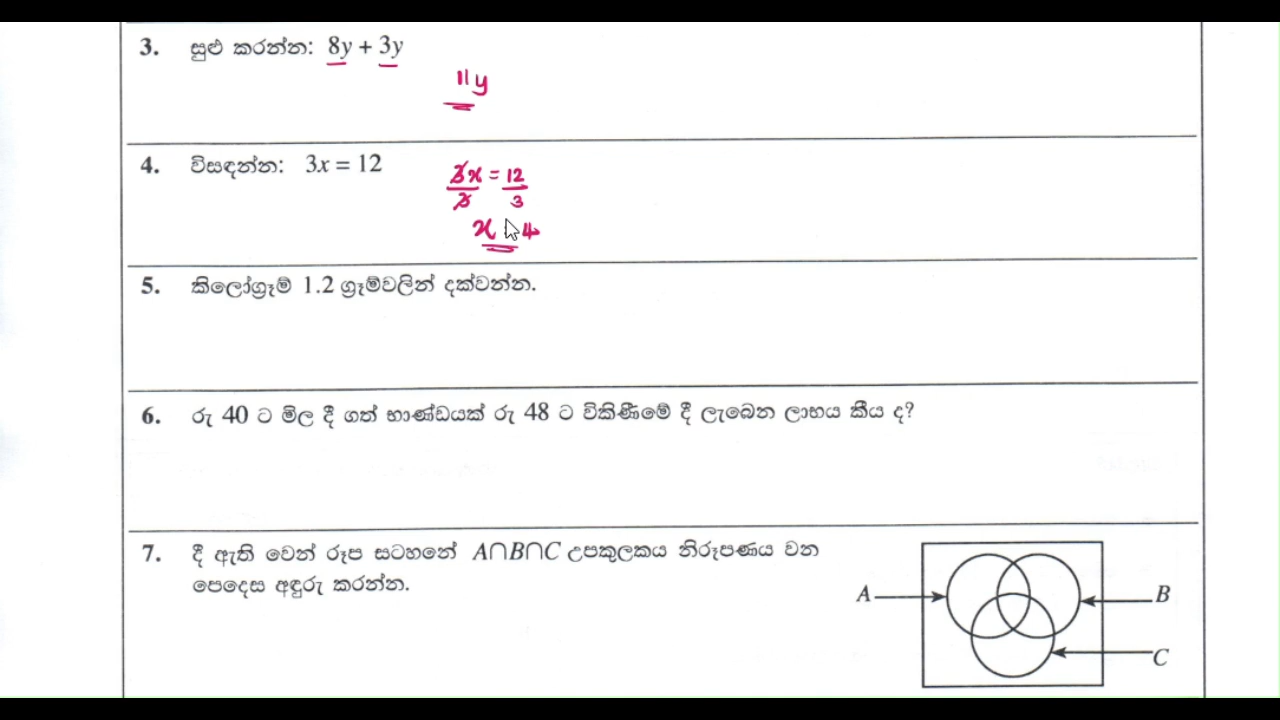 3. සුළු කරන්න: 8y + 3y
11y
4. විසඳන්න: 3x = 12
3x = 12
3 3
x 4
5. කිලෝග්‍රෑම් 1.2 ග්‍රෑම්වලින් දක්වන්න.
6. රු 40 ට මිල දී ගත් භාණ්ඩයක් රු 48 ට විකිණීමේ දී ලැබෙන ලාභය කීය ද?
7. දී ඇති වෙන් රූප සටහනේ A∩B∩C උපකුලකය නිරූපණය වන
පෙදෙස අඳුරු කරන්න.
A
B
C